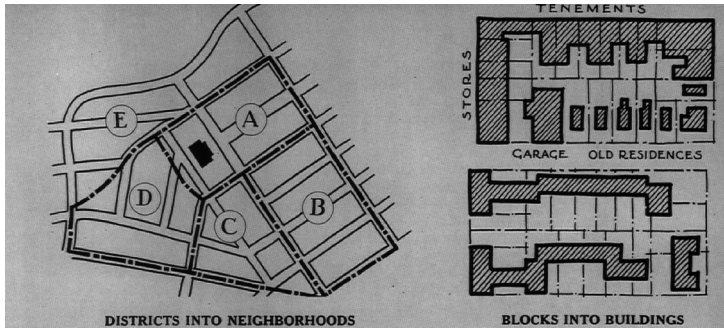 A
E
D
C
B
DISTRICTS INTO NEIGHBORHOODS
TENEMENTS
STORES
GARAGE OLD RESIDENCES
BLOCKS INTO BUILDINGS